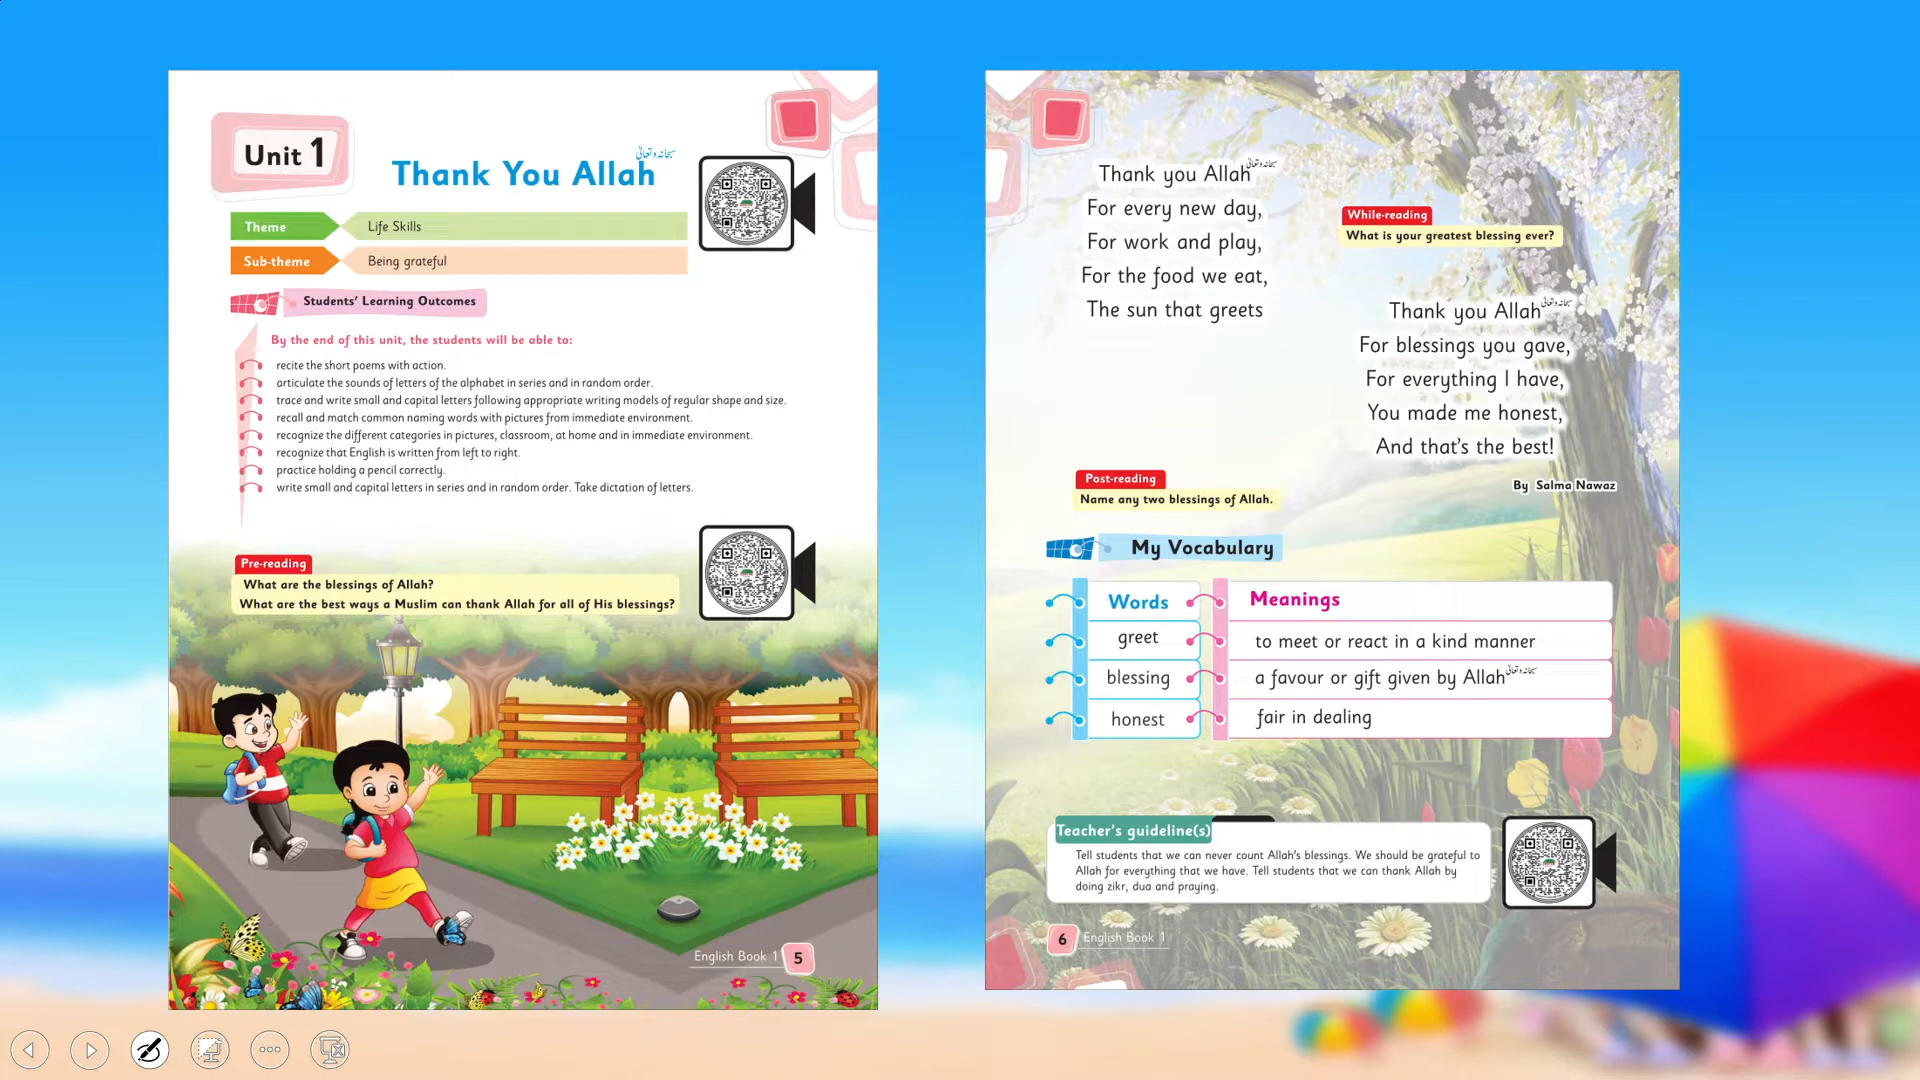 Unit 1
Thank You Allah سبحانہ وتعالیٰ
Theme Life Skills
Sub-theme Being grateful
Students' Learning Outcomes
By the end of this unit, the students will be able to:
recite the short poems with action.
articulate the sounds of letters of the alphabet in series and in random order.
trace and write small and capital letters following appropriate writing models of regular shape and size.
recall and match common naming words with pictures from immediate environment.
recognize the different categories in pictures, classroom, at home and in immediate environment.
recognize that English is written from left to right.
practice holding a pencil correctly.
write small and capital letters in series and in random order. Take dictation of letters.
Pre-reading
What are the blessings of Allah?
What are the best ways a Muslim can thank Allah for all of His blessings?
English Book 1 5
Thank you Allah سبحانہ وتعالیٰ
For every new day,
For work and play,
For the food we eat,
The sun that greets
While-reading
What is your greatest blessing ever?
Thank you Allah سبحانہ وتعالیٰ
For blessings you gave,
For everything I have,
You made me honest,
And that's the best!
By Salma Nawaz
Post-reading
Name any two blessings of Allah.
My Vocabulary
Words Meanings
greet to meet or react in a kind manner
blessing a favour or gift given by Allah سبحانہ وتعالیٰ
honest fair in dealing
Teacher's guideline(s)
Tell students that we can never count Allah's blessings. We should be grateful to
Allah for everything that we have. Tell students that we can thank Allah by
doing zikr, dua and praying.
6 English Book 1